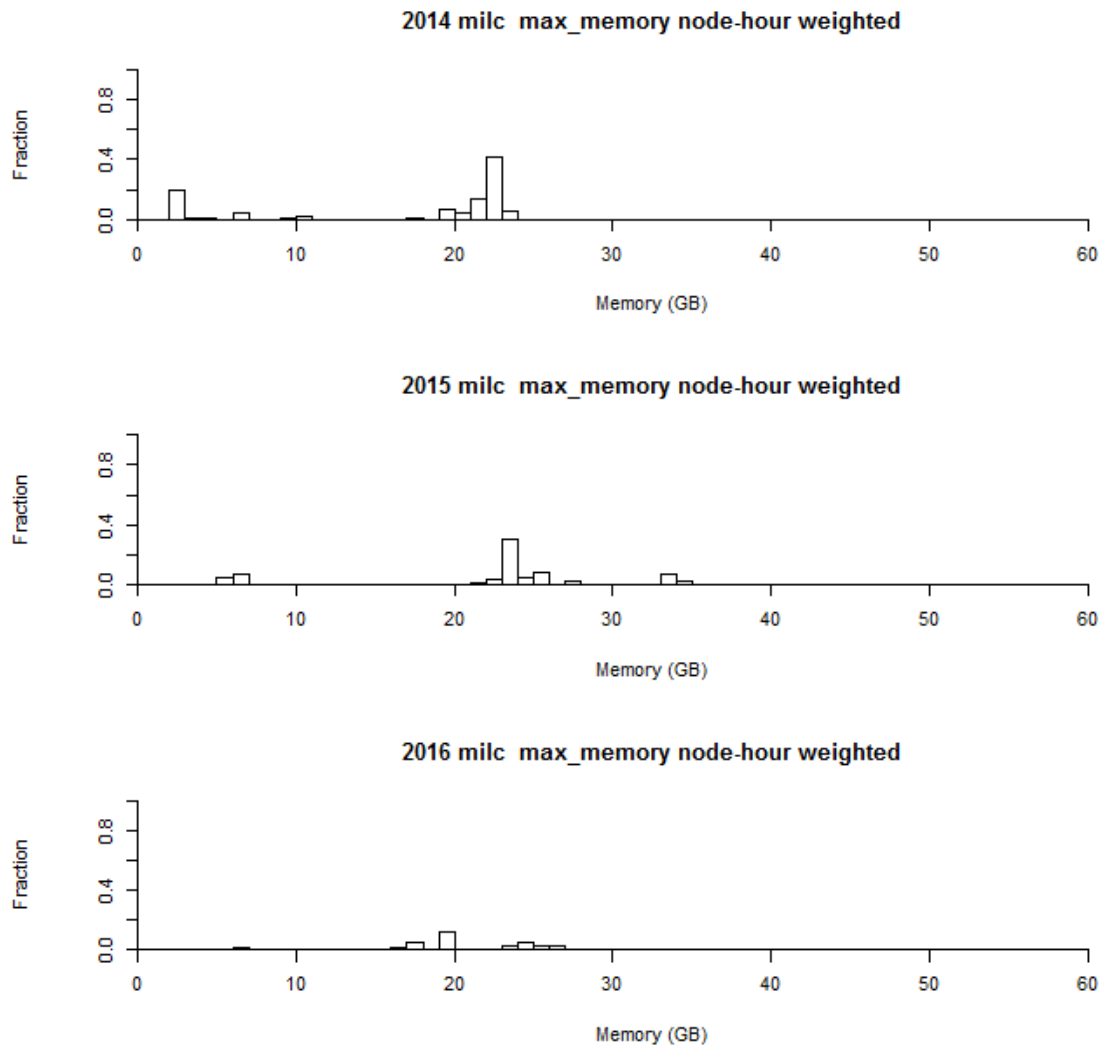 2014 milc  max_memory node-hour weighted
Fraction
0.0 0.4 0.8
0 10 20 30 40 50 60
Memory (GB)
2015 milc  max_memory node-hour weighted
Fraction
0.0 0.4 0.8
0 10 20 30 40 50 60
Memory (GB)
2016 milc  max_memory node-hour weighted
Fraction
0.0 0.4 0.8
0 10 20 30 40 50 60
Memory (GB)